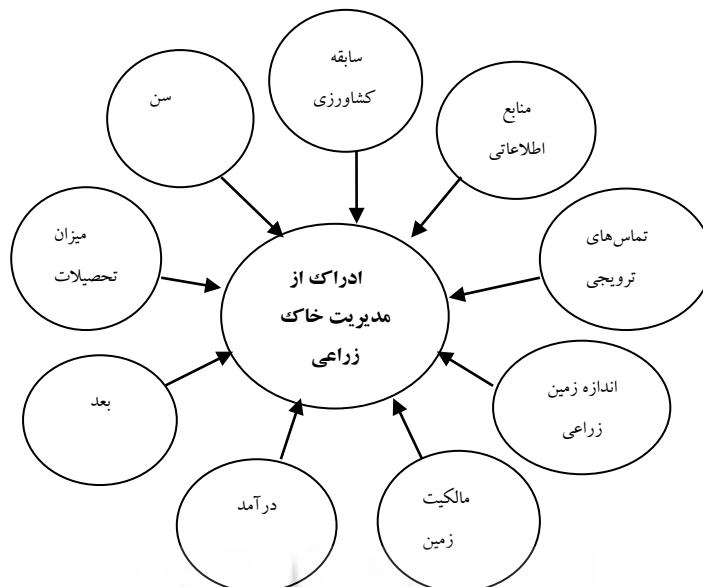 سابقه
کشاورزی
منابع
اطلاعاتی
سن
تماس‌های
ترویجی
میزان
تحصیلات
ادراک از
مدیریت خاک
زراعی
اندازه زمین
زراعی
بعد
مالکیت
زمین
درآمد